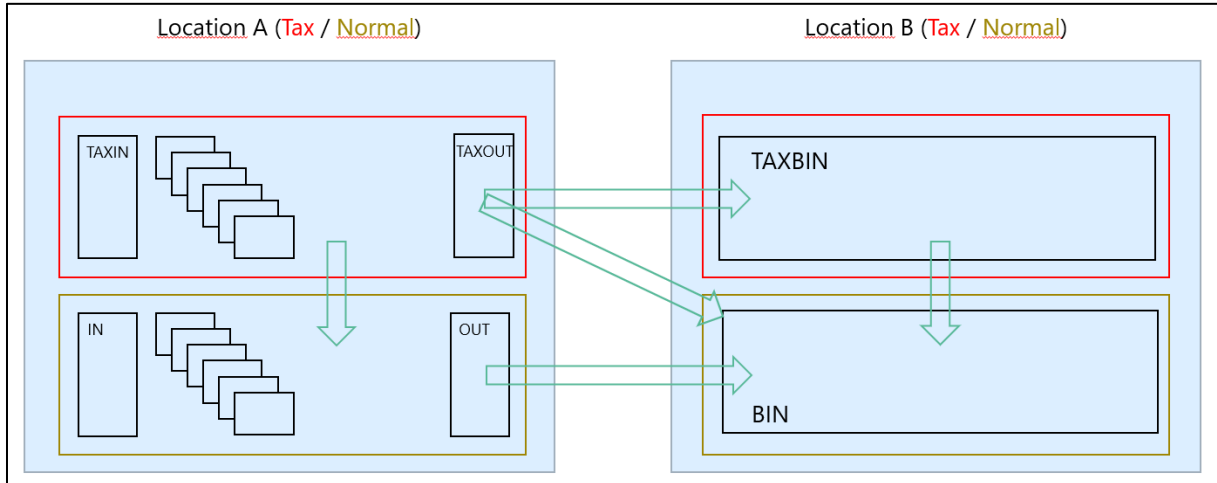 Location A (Tax / Normal)
Location B (Tax / Normal)
TAXIN
TAXOUT
TAXBIN
IN
OUT
BIN